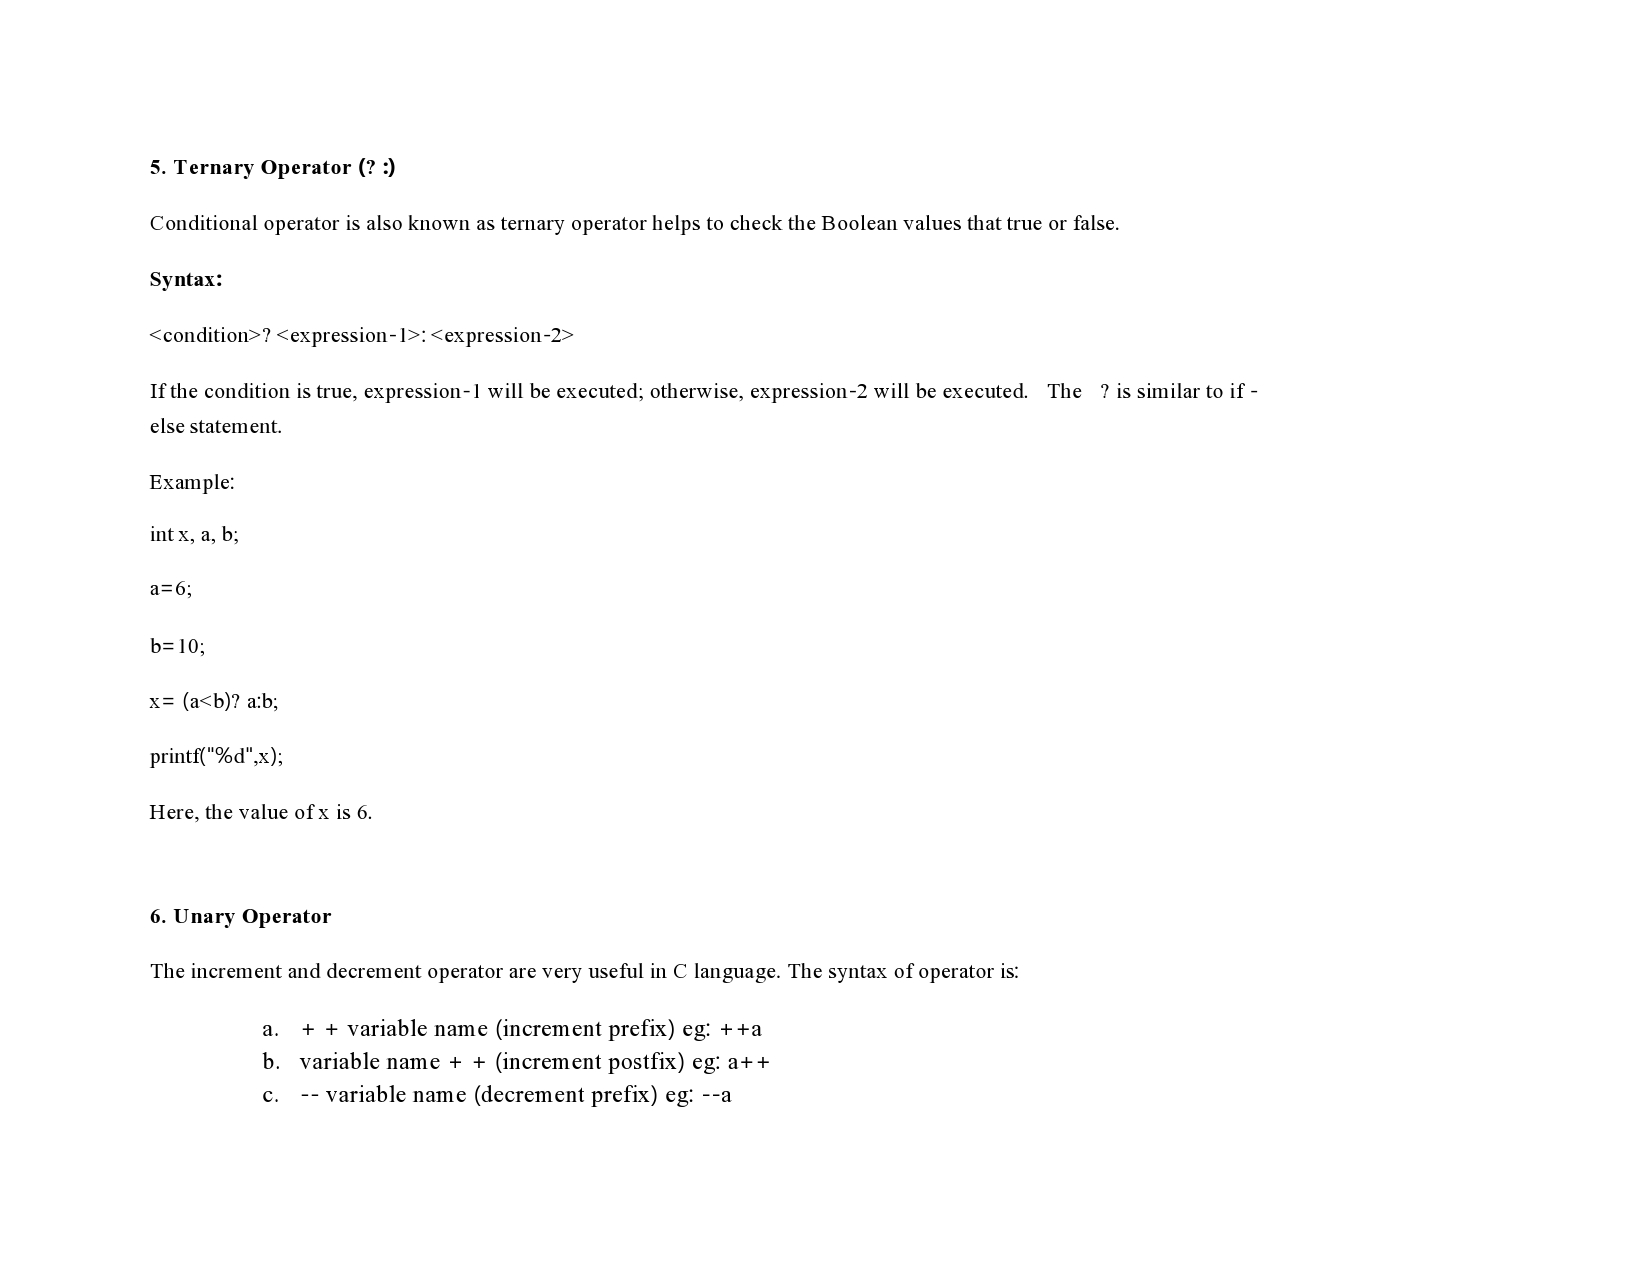 5. Ternary Operator (? :)
Conditional operator is also known as ternary operator helps to check the Boolean values that true or false.
Syntax:
<condition>? <expression-1>: <expression-2>
If the condition is true, expression-1 will be executed; otherwise, expression-2 will be executed. The ? is similar to if -
else statement.
Example:
int x, a, b;
a=6;
b=10;
x= (a<b)? a:b;
printf("%d",x);
Here, the value of x is 6.
6. Unary Operator
The increment and decrement operator are very useful in C language. The syntax of operator is:
a. + + variable name (increment prefix) eg: ++a
b. variable name + + (increment postfix) eg: a++
c. -- variable name (decrement prefix) eg: --a